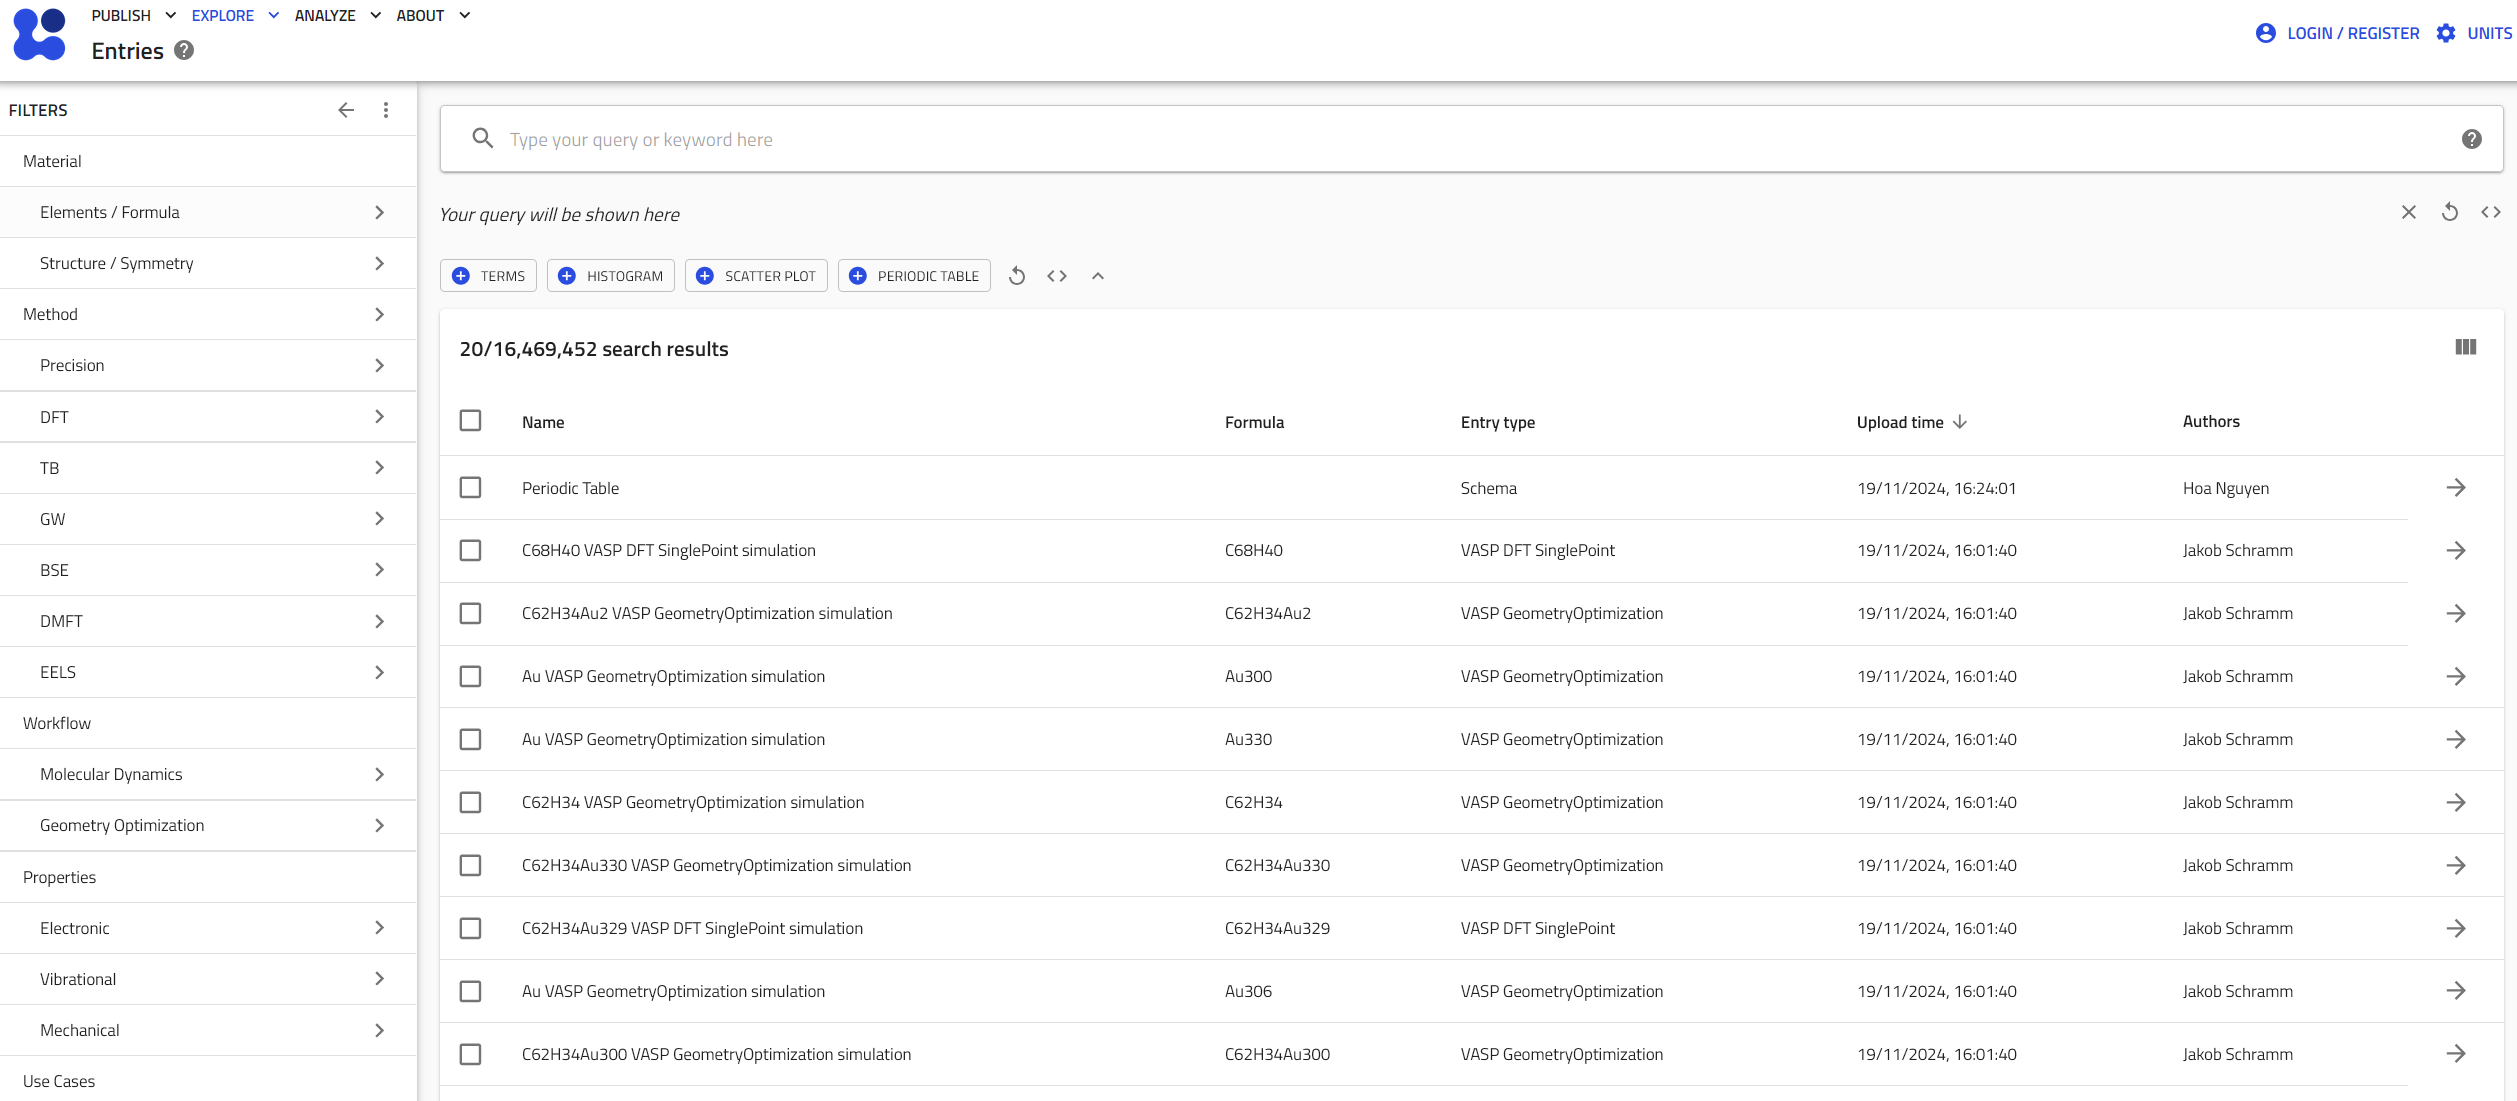 PUBLISH EXPLORE ANALYZE ABOUT
Entries
LOGIN / REGISTER UNITS
FILTERS
Material
Elements / Formula
Structure / Symmetry
Method
Precision
DFT
TB
GW
BSE
DMFT
EELS
Workflow
Molecular Dynamics
Geometry Optimization
Properties
Electronic
Vibrational
Mechanical
Use Cases
Type your query or keyword here
Your query will be shown here
TERMS HISTOGRAM SCATTER PLOT PERIODIC TABLE
20/16,469,452 search results
Name Formula Entry type Upload time Authors
Periodic Table Schema 19/11/2024, 16:24:01 Hoa Nguyen
C68H40 VASP DFT SinglePoint simulation C68H40 VASP DFT SinglePoint 19/11/2024, 16:01:40 Jakob Schramm
C62H34Au2 VASP GeometryOptimization simulation C62H34Au2 VASP GeometryOptimization 19/11/2024, 16:01:40 Jakob Schramm
Au VASP GeometryOptimization simulation Au300 VASP GeometryOptimization 19/11/2024, 16:01:40 Jakob Schramm
Au VASP GeometryOptimization simulation Au330 VASP GeometryOptimization 19/11/2024, 16:01:40 Jakob Schramm
C62H34 VASP GeometryOptimization simulation C62H34 VASP GeometryOptimization 19/11/2024, 16:01:40 Jakob Schramm
C62H34Au330 VASP GeometryOptimization simulation C62H34Au330 VASP GeometryOptimization 19/11/2024, 16:01:40 Jakob Schramm
C62H34Au329 VASP DFT SinglePoint simulation C62H34Au329 VASP DFT SinglePoint 19/11/2024, 16:01:40 Jakob Schramm
Au VASP GeometryOptimization simulation Au306 VASP GeometryOptimization 19/11/2024, 16:01:40 Jakob Schramm
C62H34Au300 VASP GeometryOptimization simulation C62H34Au300 VASP GeometryOptimization 19/11/2024, 16:01:40 Jakob Schramm